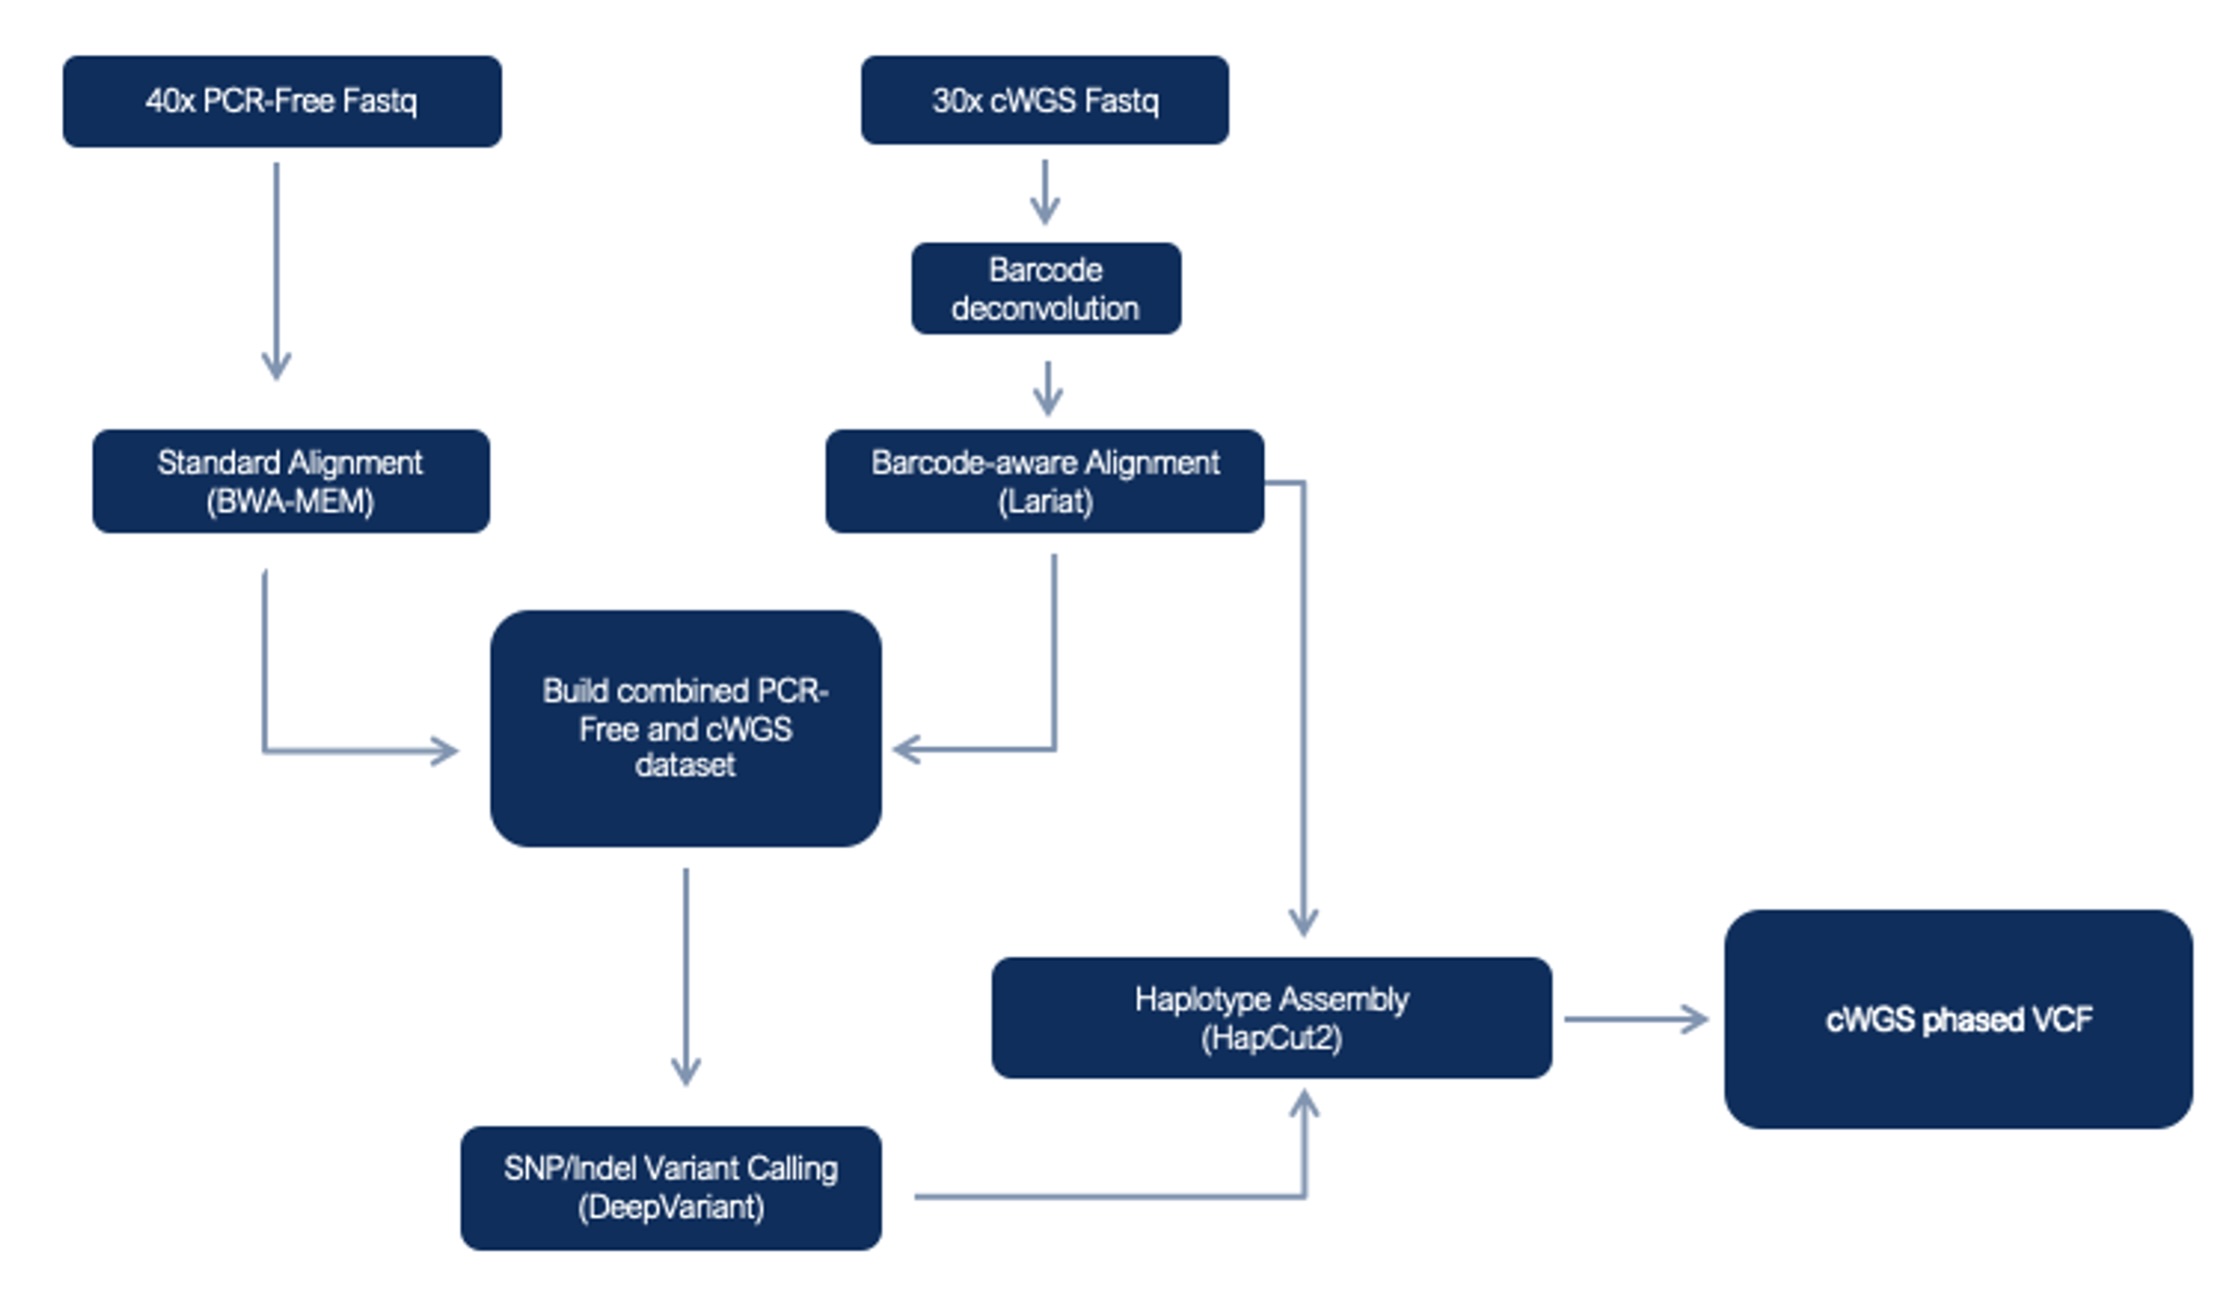 40x PCR-Free Fastq
30x cWGS Fastq
Barcode
deconvolution
Standard Alignment
(BWA-MEM)
Barcode-aware Alignment
(Lariat)
Build combined PCR-
Free and cWGS
dataset
Haplotype Assembly
(HapCut2)
cWGS phased VCF
SNP/Indel Variant Calling
(DeepVariant)